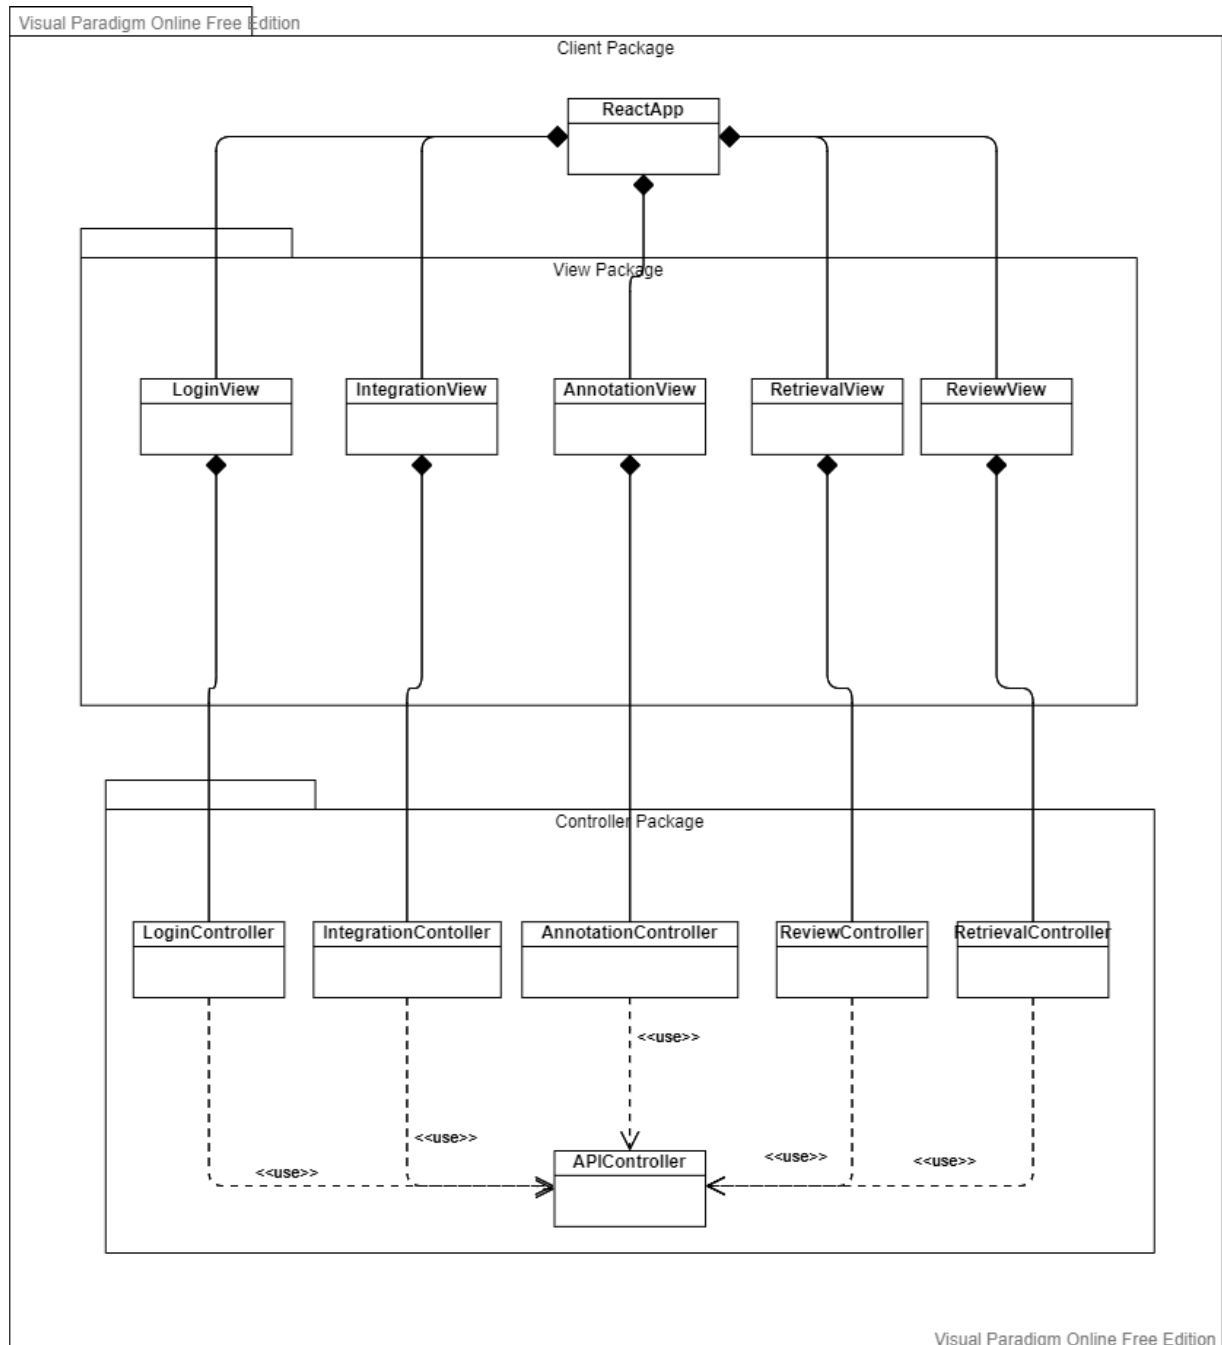 Visual Paradigm Online Free Edition
Client Package
ReactApp
View Package
LoginView
IntegrationView
AnnotationView
RetrievalView
ReviewView
Controller Package
LoginController
IntegrationContoller
AnnotationController
ReviewController
RetrievalController
<<use>>
<<use>>
<<use>>
<<use>>
<<use>>
APIController
Visual Paradigm Online Free Edition